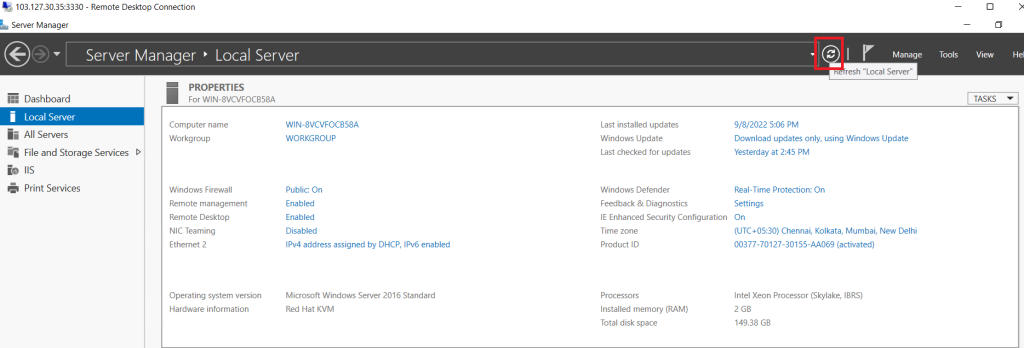 103.127.30.35:3330 - Remote Desktop Connection
Server Manager
Server Manager ‣ Local Server
Manage Tools View Hel
Refresh "Local Server"
Dashboard
Local Server
All Servers
File and Storage Services
IIS
Print Services
PROPERTIES
For WIN-8VCVFOCB58A
TASKS
Computer name WIN-8VCVFOCB58A
Workgroup WORKGROUP
Last installed updates 9/8/2022 5:06 PM
Windows Update Download updates only, using Windows Update
Last checked for updates Yesterday at 2:45 PM
Windows Firewall Public: On
Remote management Enabled
Remote Desktop Enabled
NIC Teaming Disabled
Ethernet 2 IPv4 address assigned by DHCP, IPv6 enabled
Windows Defender Real-Time Protection: On
Feedback & Diagnostics Settings
IE Enhanced Security Configuration On
Time zone (UTC+05:30) Chennai, Kolkata, Mumbai, New Delhi
Product ID 00377-70127-30155-AA069 (activated)
Operating system version Microsoft Windows Server 2016 Standard
Hardware information Red Hat KVM
Processors Intel Xeon Processor (Skylake, IBRS)
Installed memory (RAM) 2 GB
Total disk space 149.38 GB